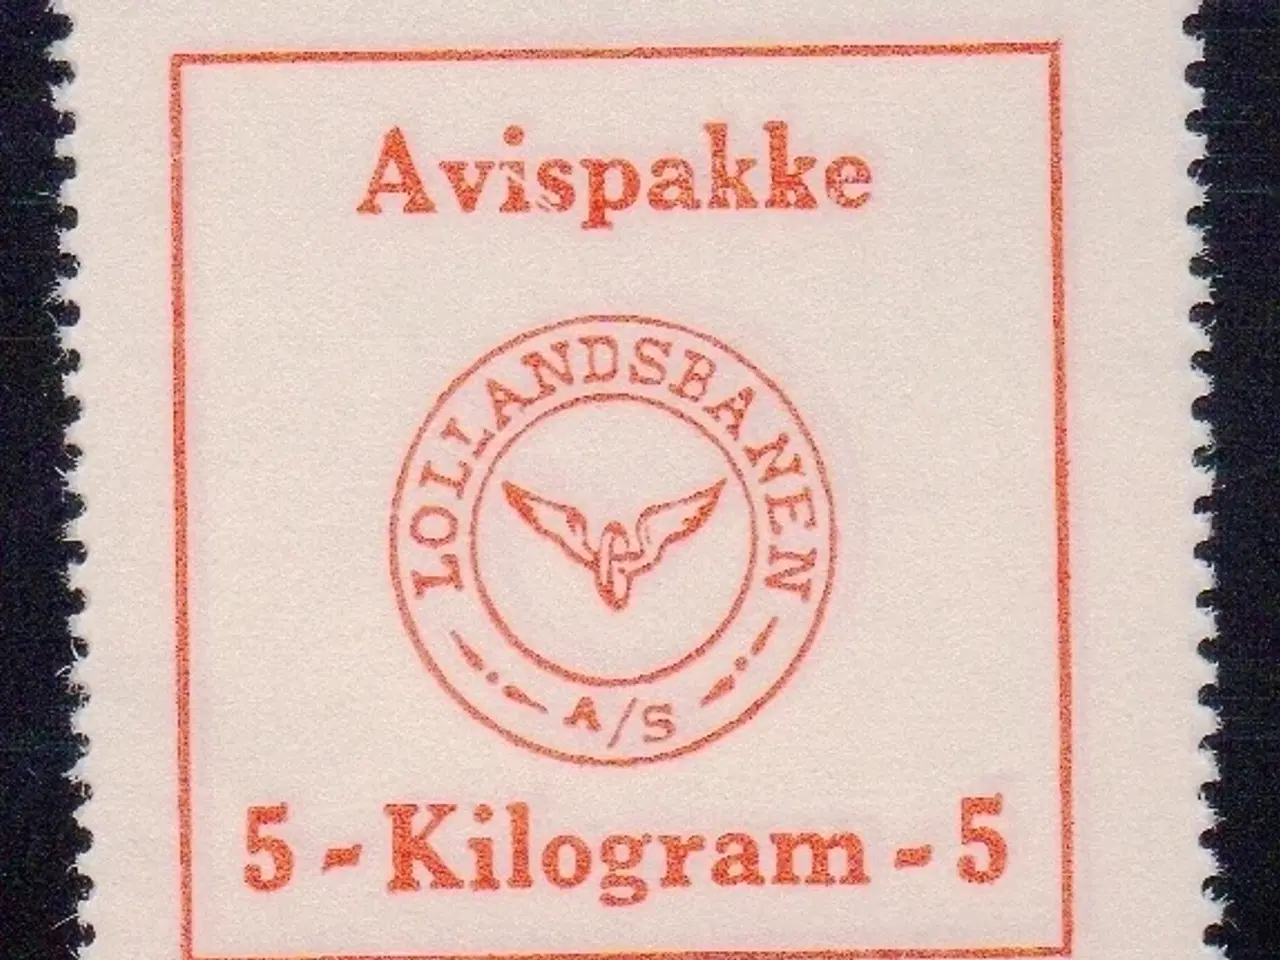 Avispakke
LOLLANDSBANEN
A/S
5 - Kilogram - 5